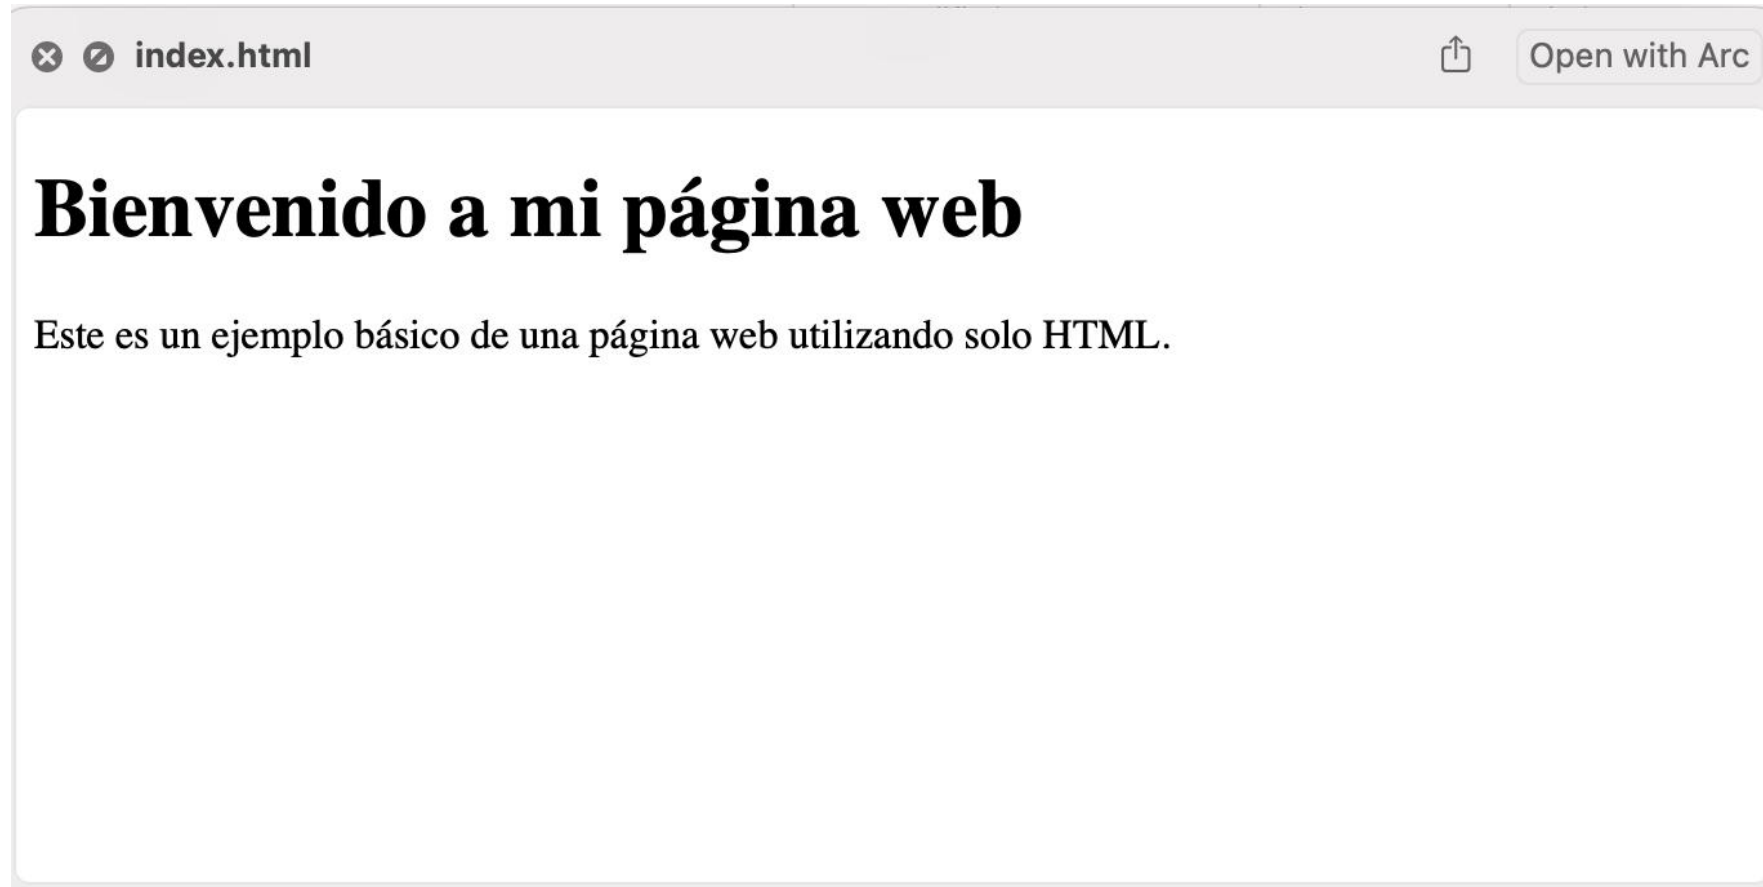 index.html
Open with Arc
Bienvenido a mi página web
Este es un ejemplo básico de una página web utilizando solo HTML.